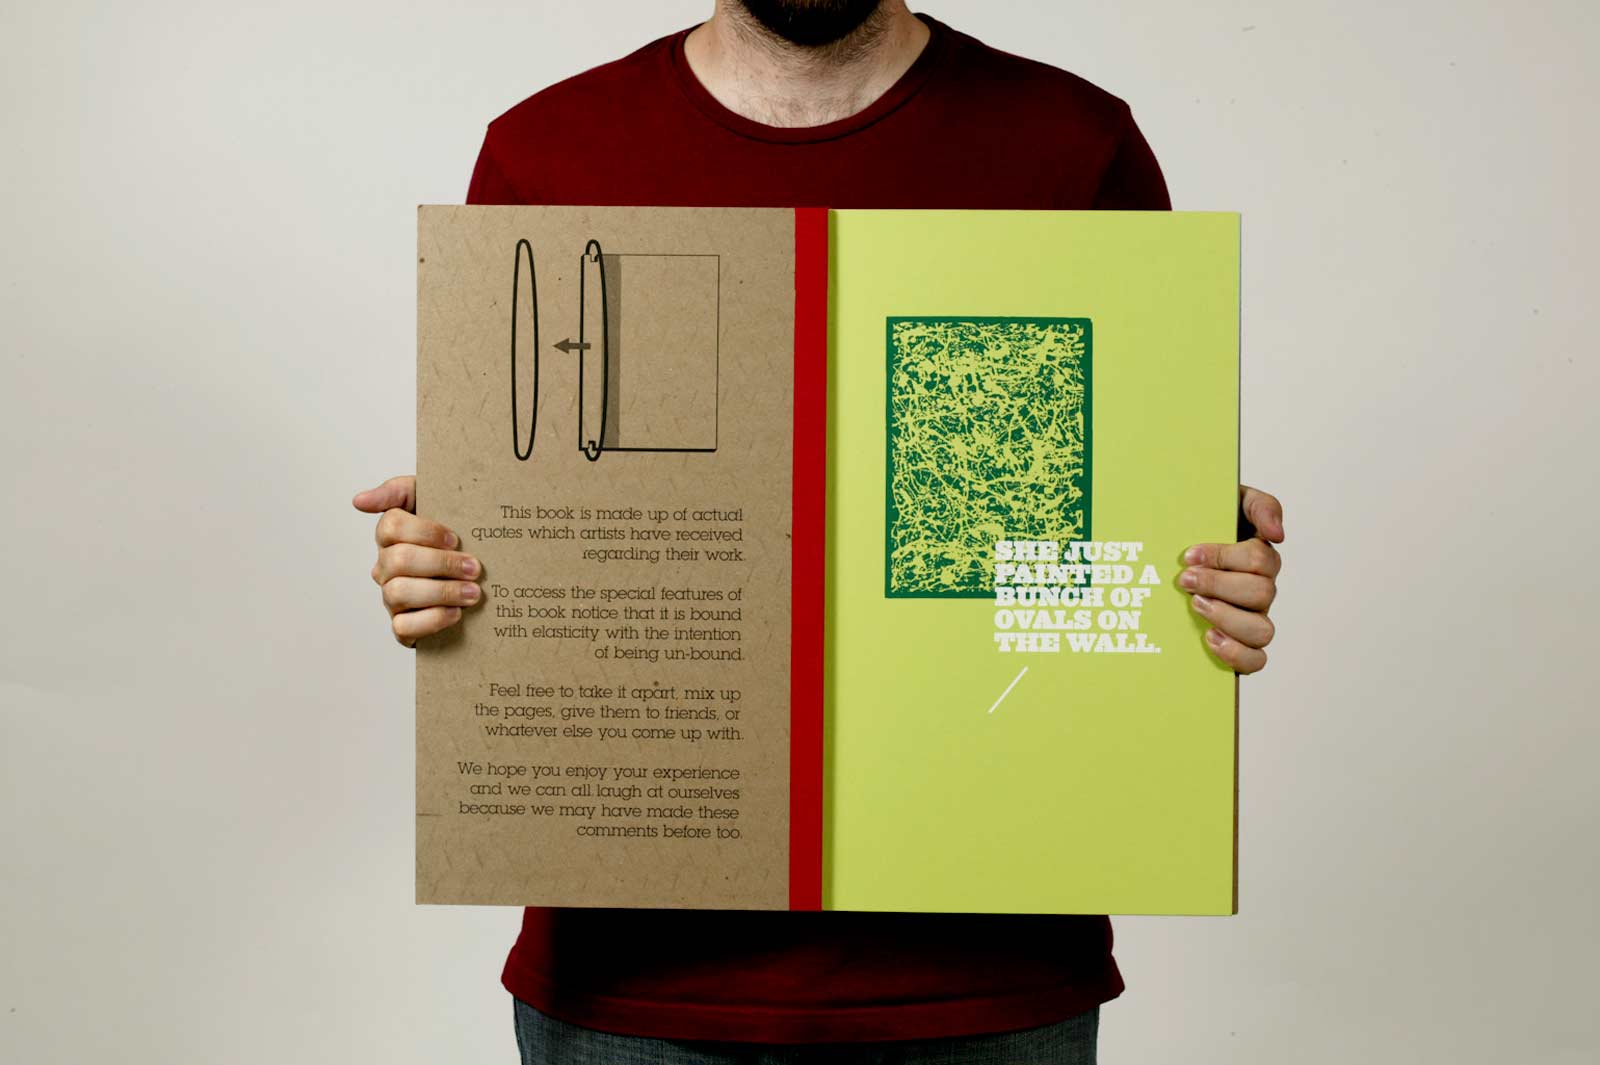 This book is made up of actual
quotes which artists have received
regarding their work.
To access the special features of
this book notice that it is bound
with elasticity with the intention
of being un-bound.
Feel free to take it apart, mix up
the pages, give them to friends, or
whatever else you come up with.
We hope you enjoy your experience
and we can all laugh at ourselves
because we may have made these
comments before too.
SHE JUST
PAINTED A
BUNCH OF
OVALS ON
THE WALL.